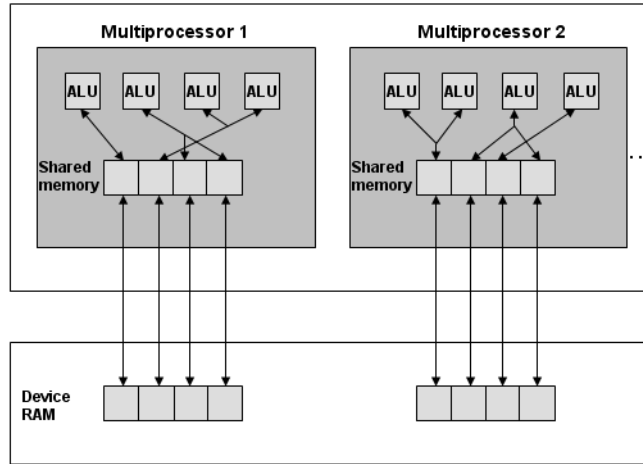 Multiprocessor 1
Multiprocessor 2
ALU ALU ALU ALU
ALU ALU ALU ALU
Shared
memory
Shared
memory
..
Device
RAM